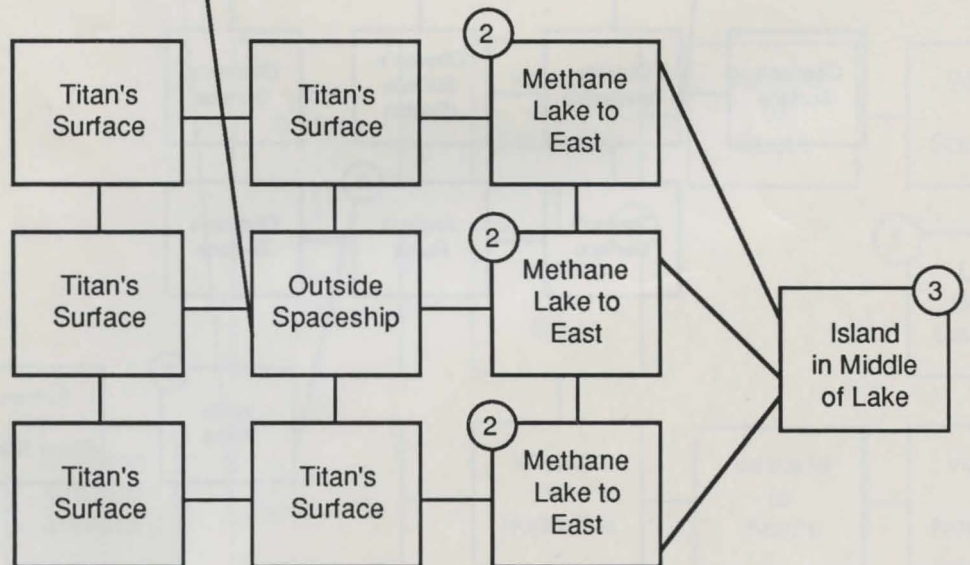 2
Titan's
Surface
Titan's
Surface
Methane
Lake to
East
Titan's
Surface
Outside
Spaceship
2
Methane
Lake to
East
3
Island
in Middle
of Lake
Titan's
Surface
Titan's
Surface
2
Methane
Lake to
East